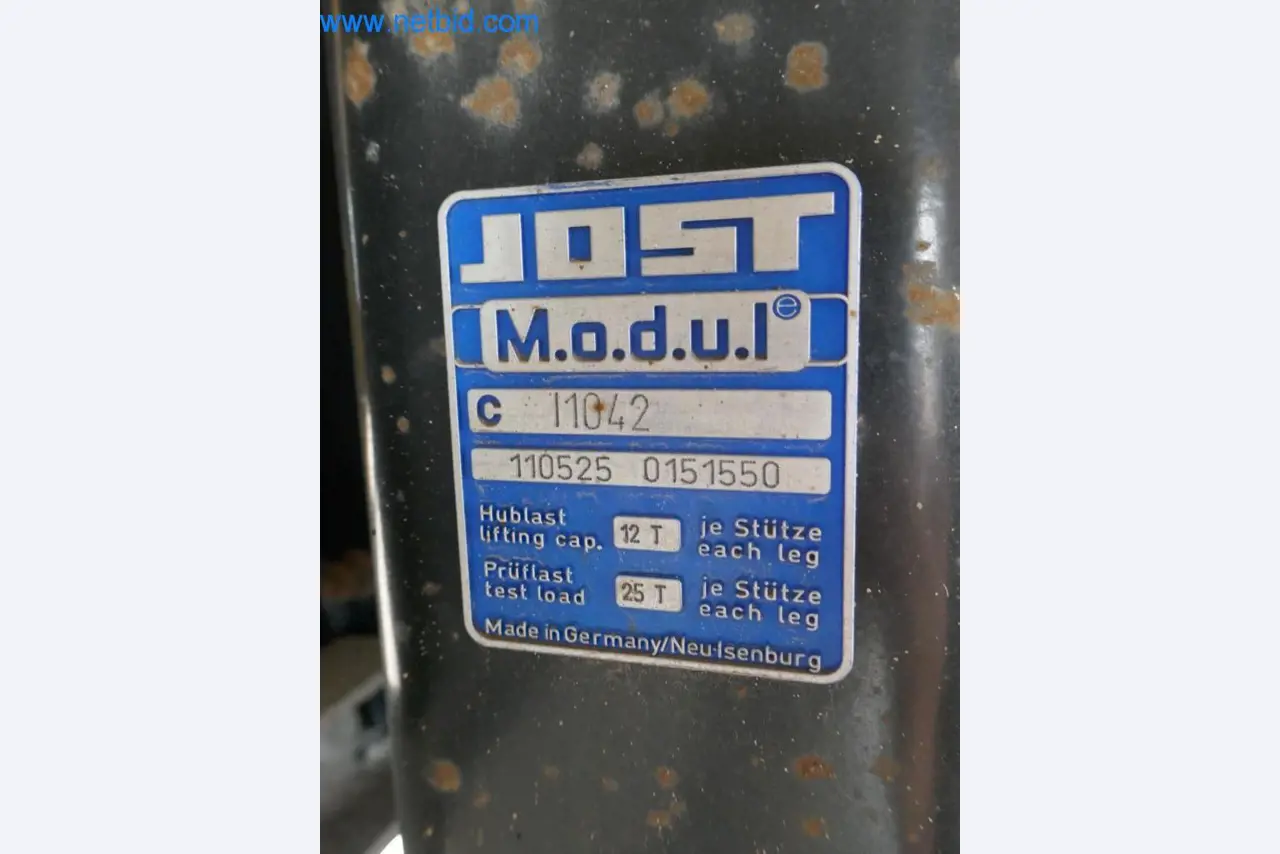 www.netbid.com
JOST
M.o.d.u.l e
C I1042
110525 0151550
Hublast
lifting cap. 12 T je Stütze
each leg
Prüflast
test load 25 T je Stütze
each leg
Made in Germany/Neu-Isenburg